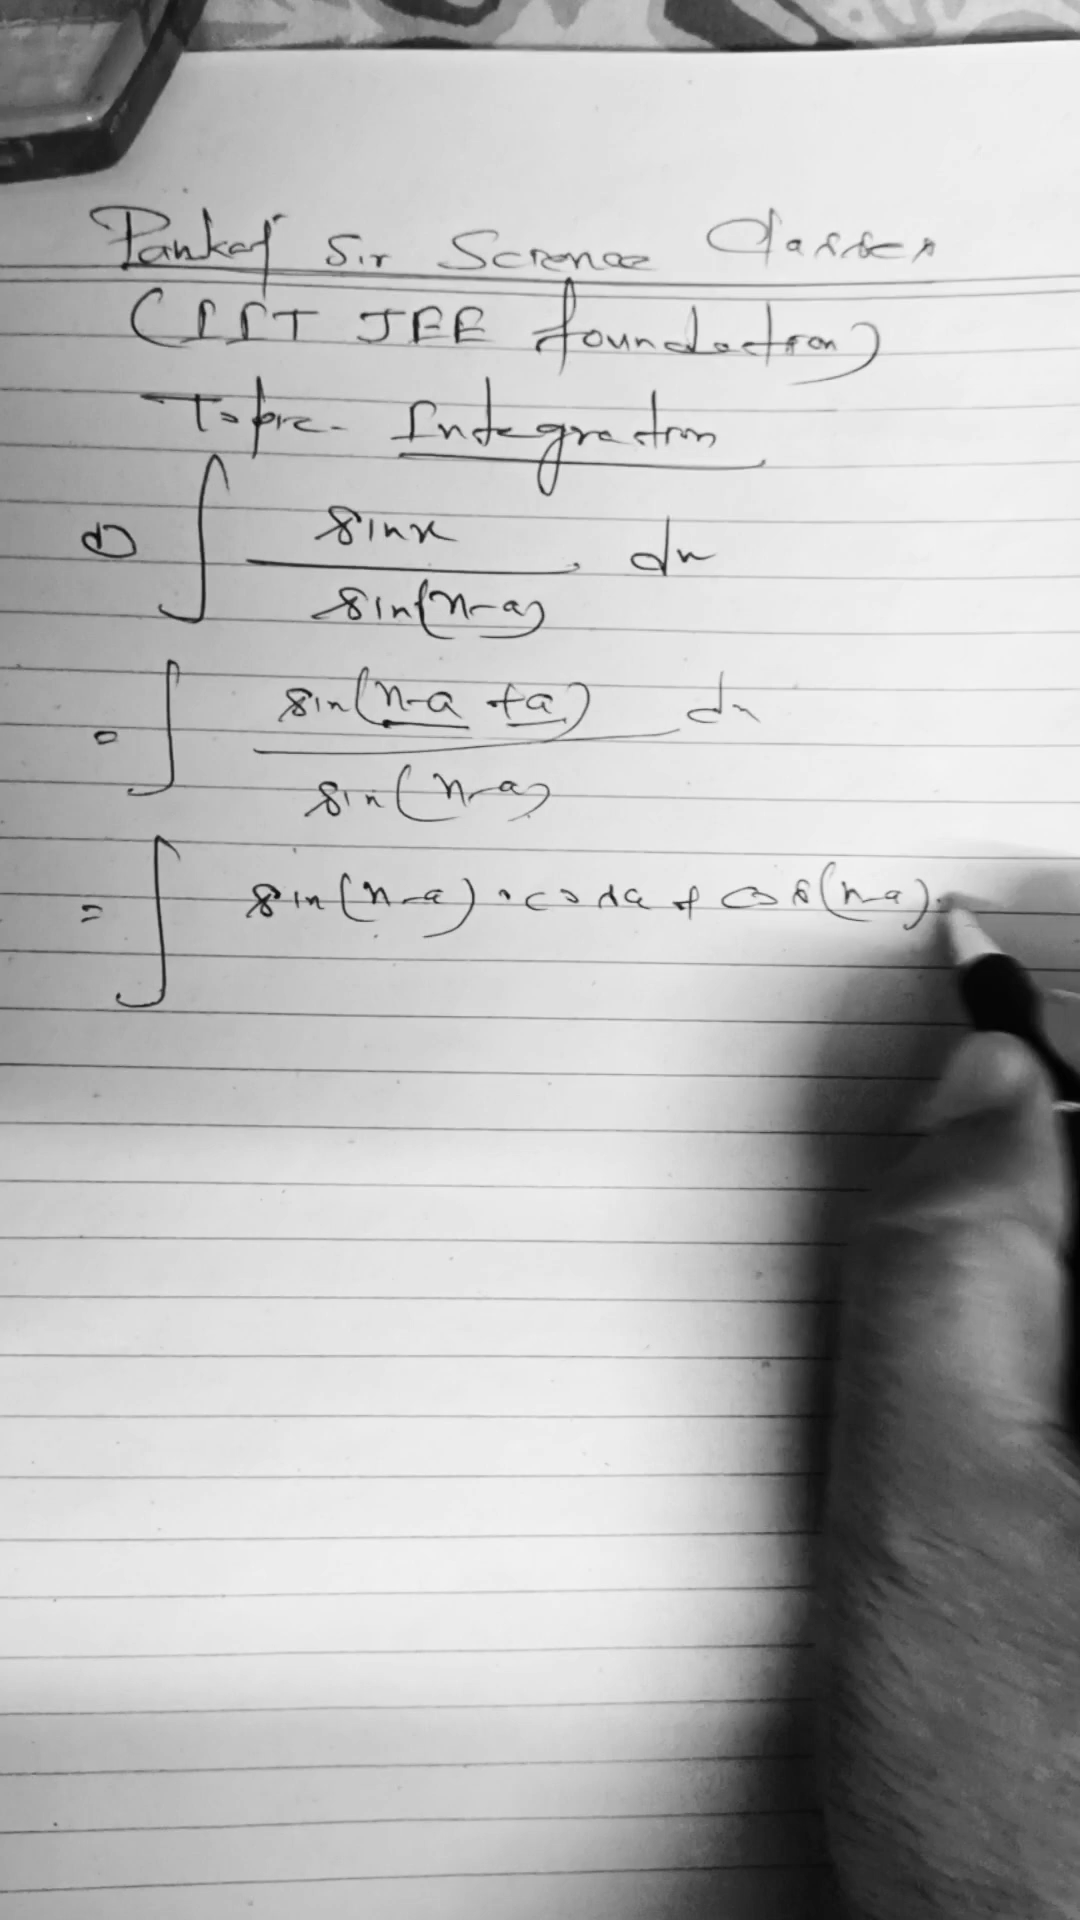 Pankaj Sir Science Classes
(IIT JEE foundation)
Topic- Integration
① ∫ sinx / sin(x-a) dx
= ∫ sin(x-a +a) / sin(x-a) dx
= ∫ sin(x-a) · cosa + cos(x-a) ·